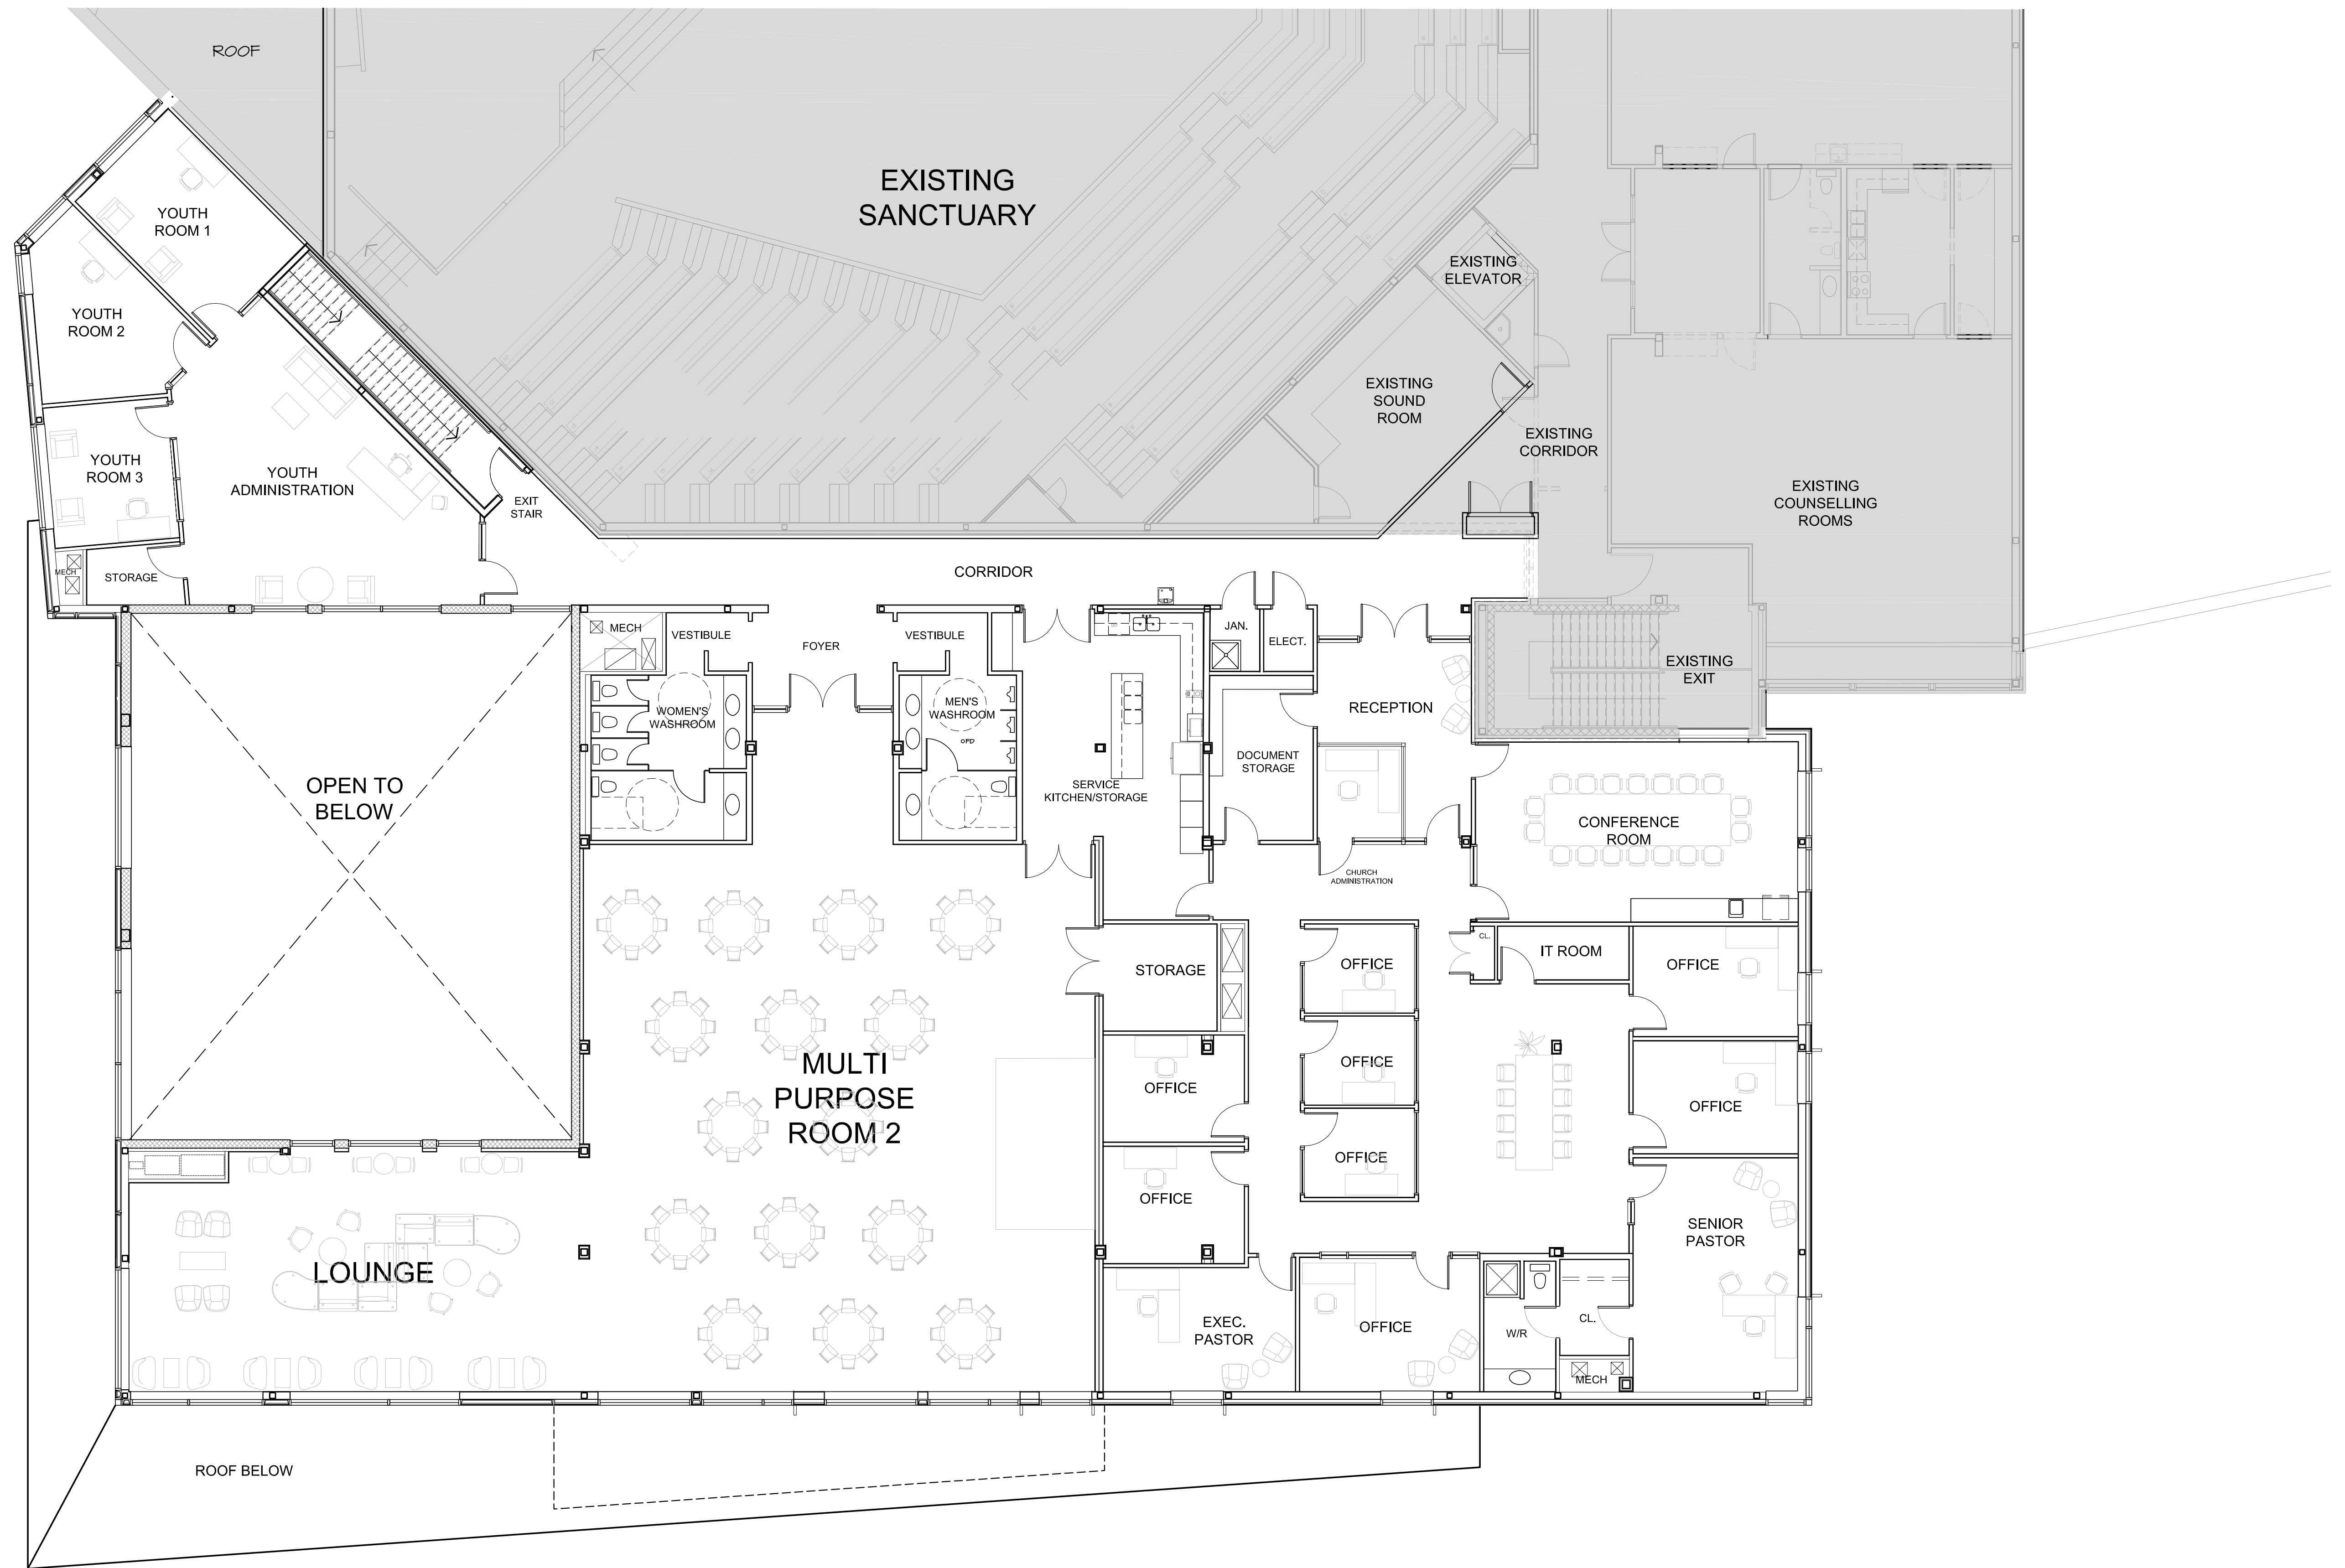 ROOF
EXISTING
SANCTUARY
YOUTH
ROOM 1
EXISTING
ELEVATOR
YOUTH
ROOM 2
EXISTING
SOUND
ROOM
EXISTING
CORRIDOR
YOUTH
ROOM 3
YOUTH
ADMINISTRATION
EXIT
STAIR
EXISTING
COUNSELLING
ROOMS
MECH
STORAGE
CORRIDOR
MECH
VESTIBULE
FOYER
VESTIBULE
JAN.
ELECT.
EXISTING
EXIT
WOMEN'S
WASHROOM
MEN'S
WASHROOM
OFD
RECEPTION
DOCUMENT
STORAGE
OPEN TO
BELOW
SERVICE
KITCHEN/STORAGE
CONFERENCE
ROOM
CHURCH
ADMINISTRATION
CL.
IT ROOM
STORAGE
OFFICE
OFFICE
MULTI
PURPOSE
ROOM 2
OFFICE
OFFICE
OFFICE
OFFICE
OFFICE
SENIOR
PASTOR
LOUNGE
EXEC.
PASTOR
OFFICE
W/R
CL.
MECH
ROOF BELOW